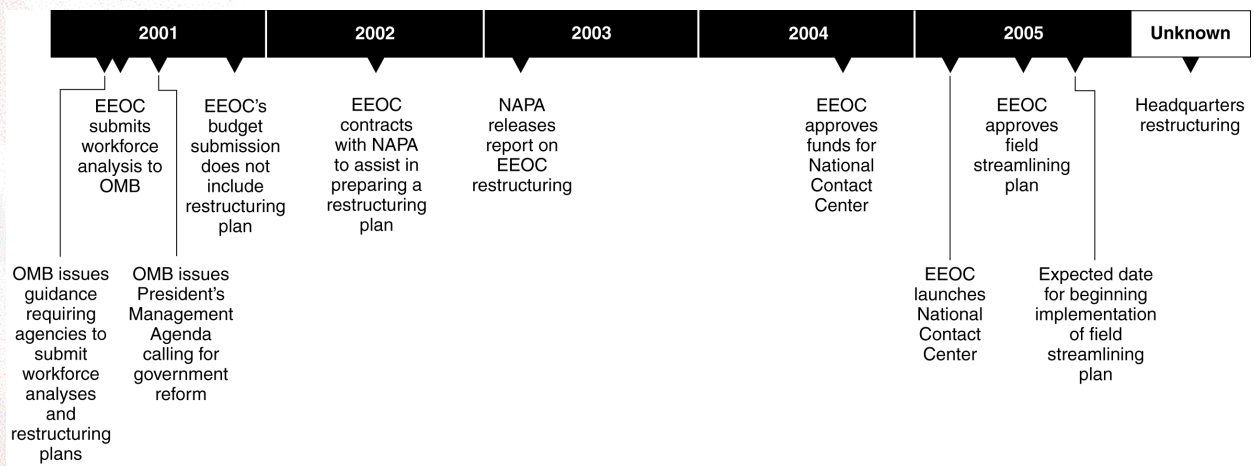 2001
2002
2003
2004
2005
Unknown
EEOC
submits
workforce
analysis to
OMB
EEOC's
budget
submission
does not
include
restructuring
plan
EEOC
contracts
with NAPA
to assist in
preparing a
restructuring
plan
NAPA
releases
report on
EEOC
restructuring
EEOC
approves
funds for
National
Contact
Center
EEOC
approves
field
streamlining
plan
Headquarters
restructuring
OMB issues
guidance
requiring
agencies to
submit
workforce
analyses
and
restructuring
plans
OMB issues
President's
Management
Agenda
calling for
government
reform
EEOC
launches
National
Contact
Center
Expected date
for beginning
implementation
of field
streamlining
plan